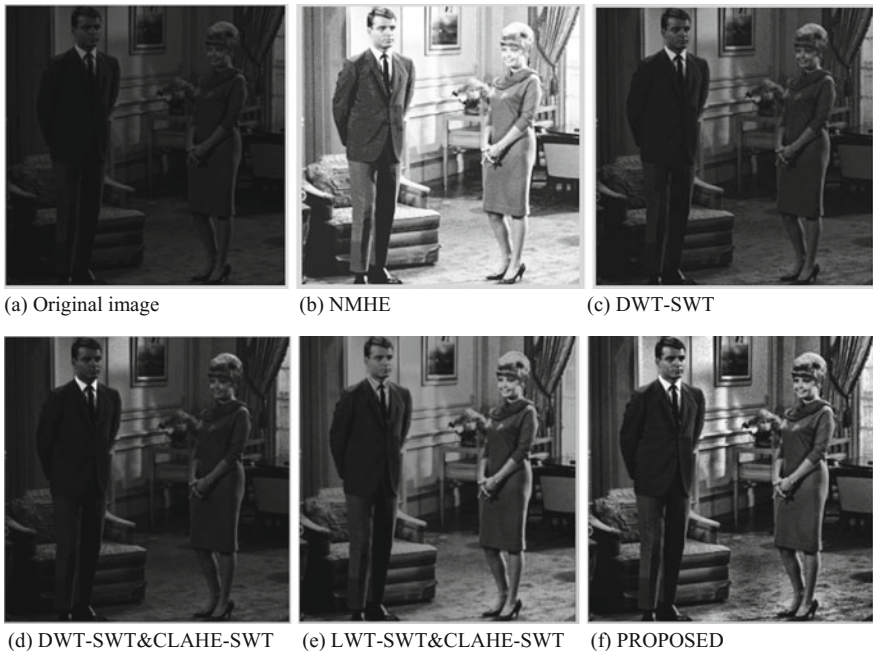 (a) Original image
(b) NMHE
(c) DWT-SWT
(d) DWT-SWT&CLAHE-SWT
(e) LWT-SWT&CLAHE-SWT
(f) PROPOSED